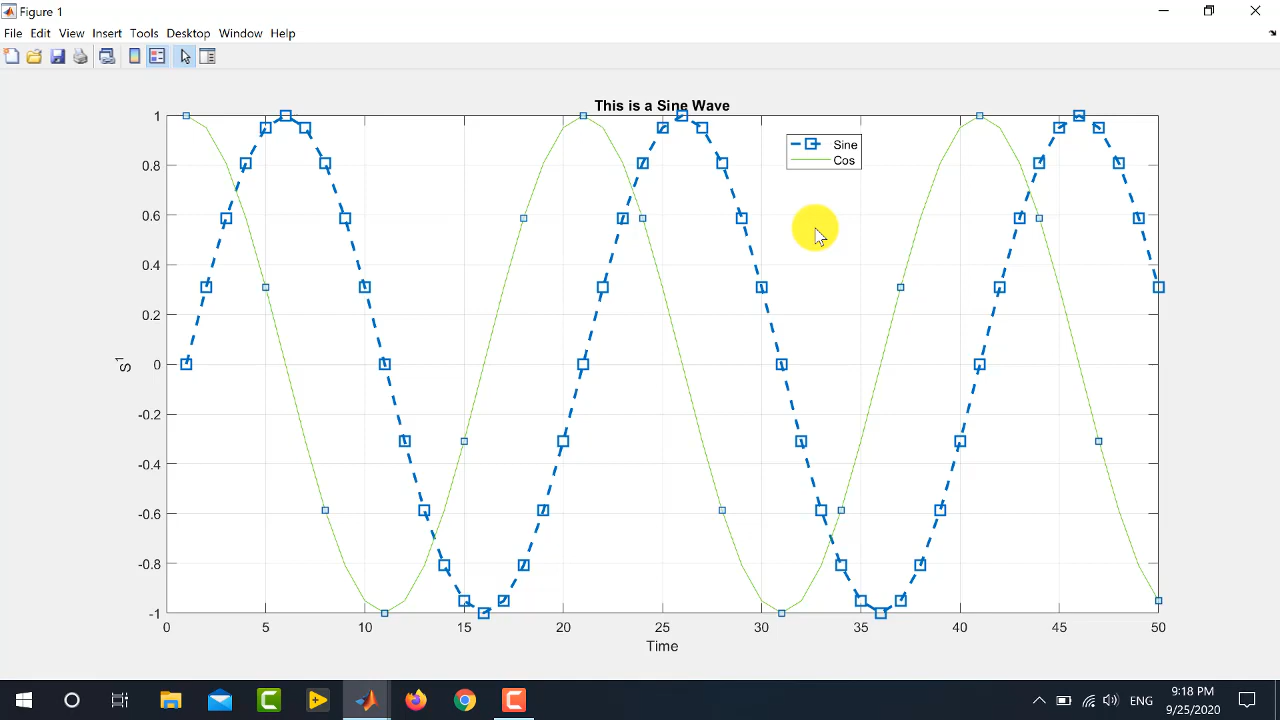 Figure 1
File Edit View Insert Tools Desktop Window Help
This is a Sine Wave
Sine
Cos
1
0.8
0.6
0.4
0.2
0
-0.2
-0.4
-0.6
-0.8
-1
S¹
0 5 10 15 20 25 30 35 40 45 50
Time
ENG
9:18 PM
9/25/2020